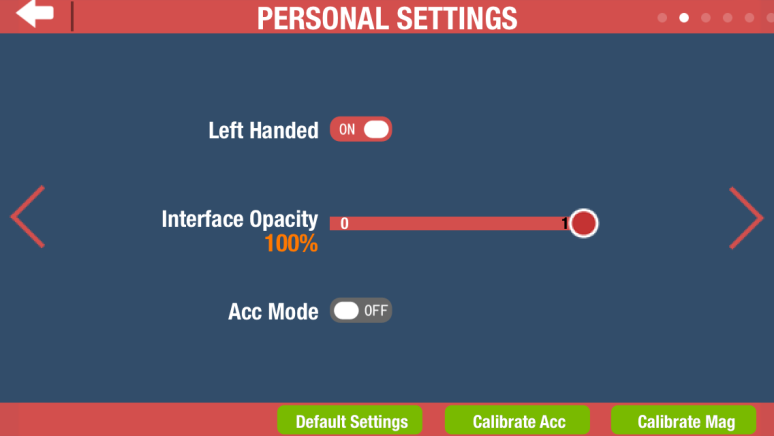 PERSONAL SETTINGS
Left Handed ON
Interface Opacity 0 1
100%
Acc Mode OFF
Default Settings Calibrate Acc Calibrate Mag